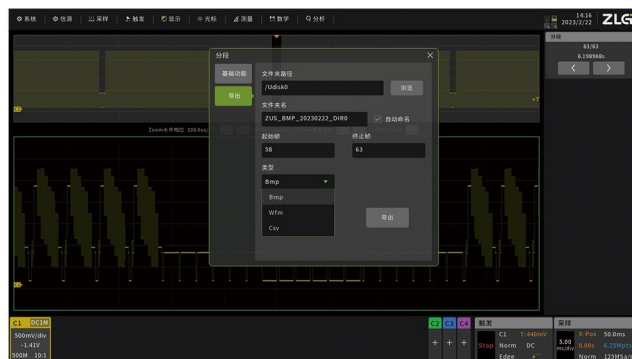 系统 信源 采样 触发 显示 光标 测量 数学 分析
14:16
2023/2/22
ZLG
分段
63/63
6.198968s
分段
基础功能
导出
文件夹路径
/Udisk0
浏览
文件夹名
ZUS_BMP_20230222_DIR0
自动命名
起始帧 终止帧
58 63
类型
Bmp
Bmp
Wfm
Csv
导出
C1
T
C1
C1 DC1M
500mV/div
-1.41V
500M 10:1
C2 C3 C4
+ + +
触发
C1 T:440mV
Stop Norm DC
Edge
采样
5.00 ms/div
X-Pos 50.0ms
0.00s 6.25Mpts
Norm 125MSa/